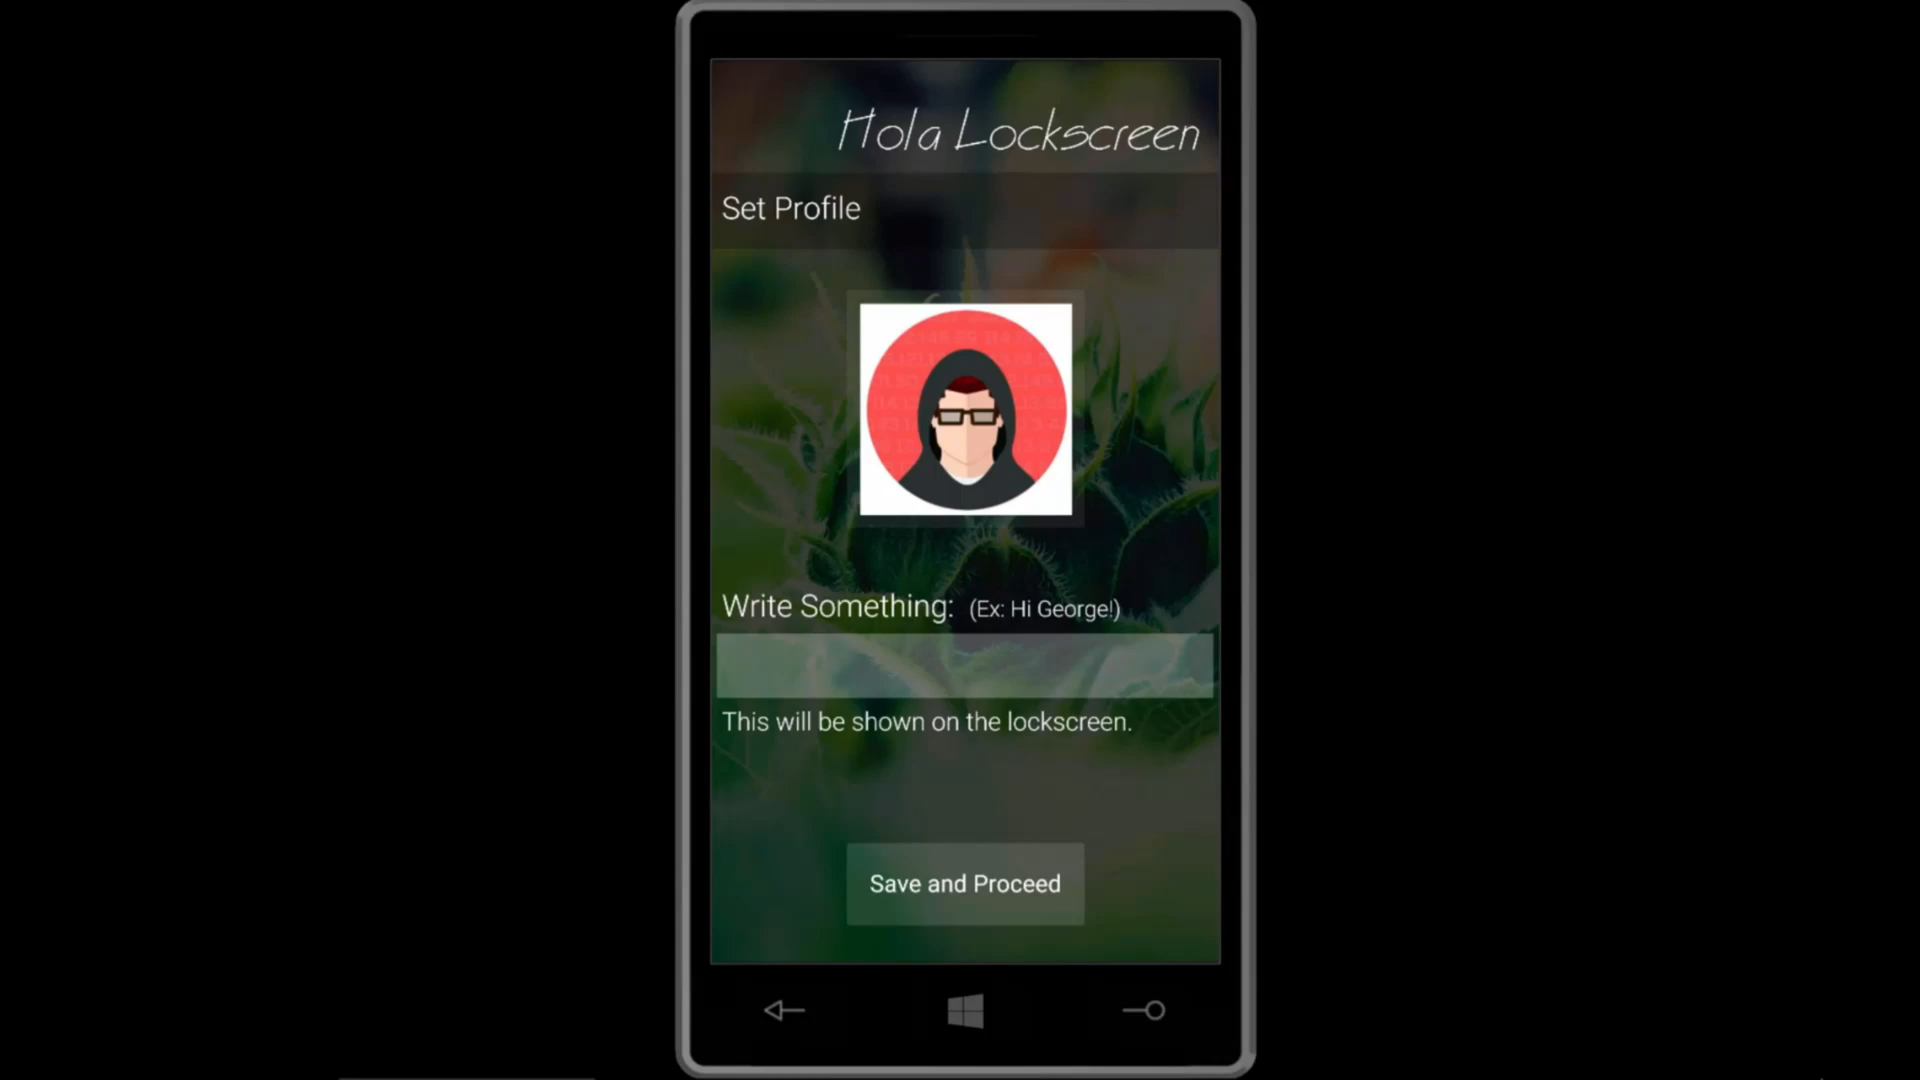 Hola Lockscreen
Set Profile
Write Something: (Ex: Hi George!)
This will be shown on the lockscreen.
Save and Proceed